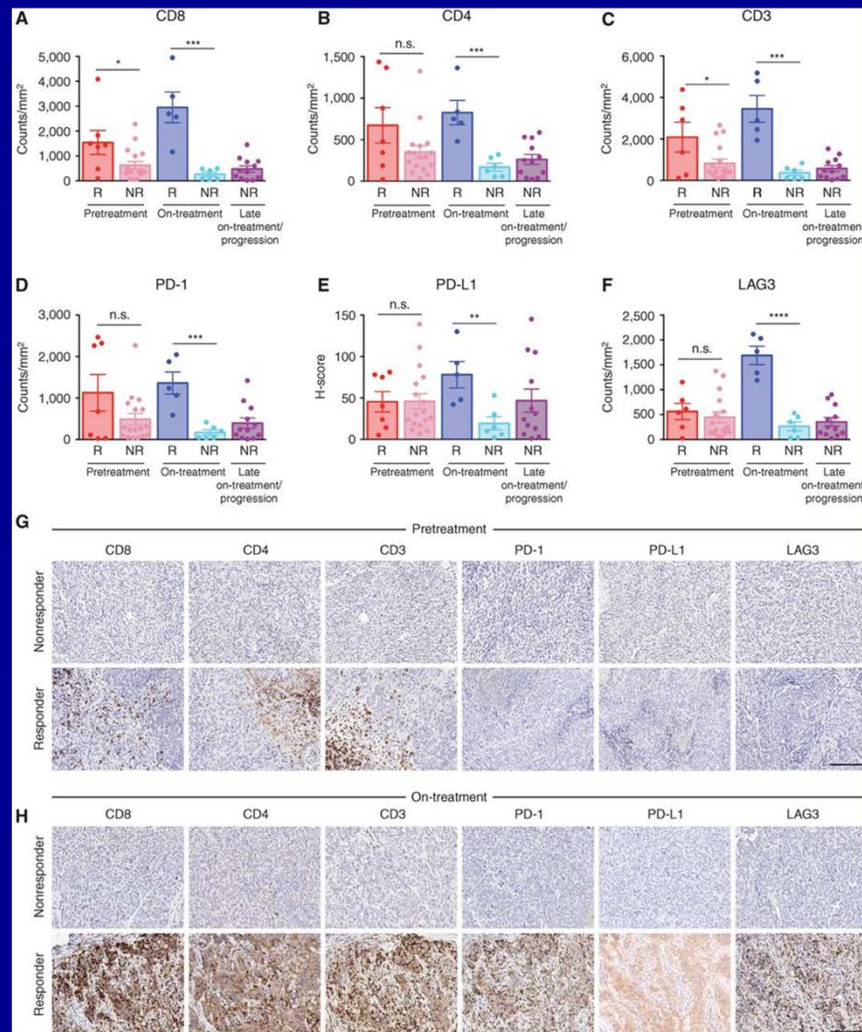 A
CD8
Counts/mm²
5,000
4,000
3,000
2,000
1,000
0
*
***
R NR R NR NR
Pretreatment On-treatment Late on-treatment/progression
B
CD4
Counts/mm²
1,500
1,000
500
0
n.s.
***
R NR R NR NR
Pretreatment On-treatment Late on-treatment/progression
C
CD3
Counts/mm²
6,000
4,000
2,000
0
*
***
R NR R NR NR
Pretreatment On-treatment Late on-treatment/progression
D
PD-1
Counts/mm²
3,000
2,000
1,000
0
n.s.
***
R NR R NR NR
Pretreatment On-treatment Late on-treatment/progression
E
PD-L1
H-score
150
100
50
0
n.s.
**
R NR R NR NR
Pretreatment On-treatment Late on-treatment/progression
F
LAG3
Counts/mm²
2,500
2,000
1,500
1,000
500
0
n.s.
****
R NR R NR NR
Pretreatment On-treatment Late on-treatment/progression
G
Pretreatment
CD8 CD4 CD3 PD-1 PD-L1 LAG3
Nonresponder
Responder
H
On-treatment
CD8 CD4 CD3 PD-1 PD-L1 LAG3
Nonresponder
Responder